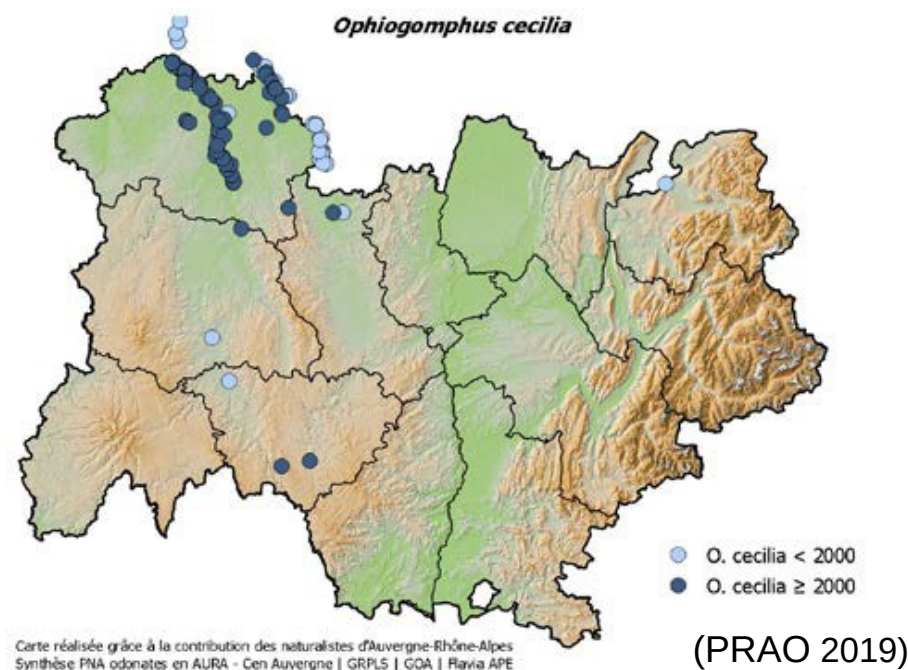 Ophiogomphus cecilia
O. cecilia < 2000
O. cecilia ≥ 2000
Carte réalisée grâce à la contribution des naturalistes d'Auvergne-Rhône-Alpes
Synthèse PNA odonates en AURA - Cen Auvergne | GRPLS | GOA | Flavia APE
(PRAO 2019)